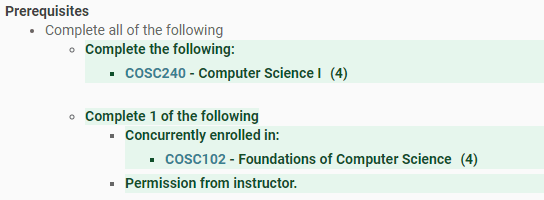 Prerequisites
Complete all of the following
Complete the following:
COSC240 - Computer Science I (4)
Complete 1 of the following
Concurrently enrolled in:
COSC102 - Foundations of Computer Science (4)
Permission from instructor.